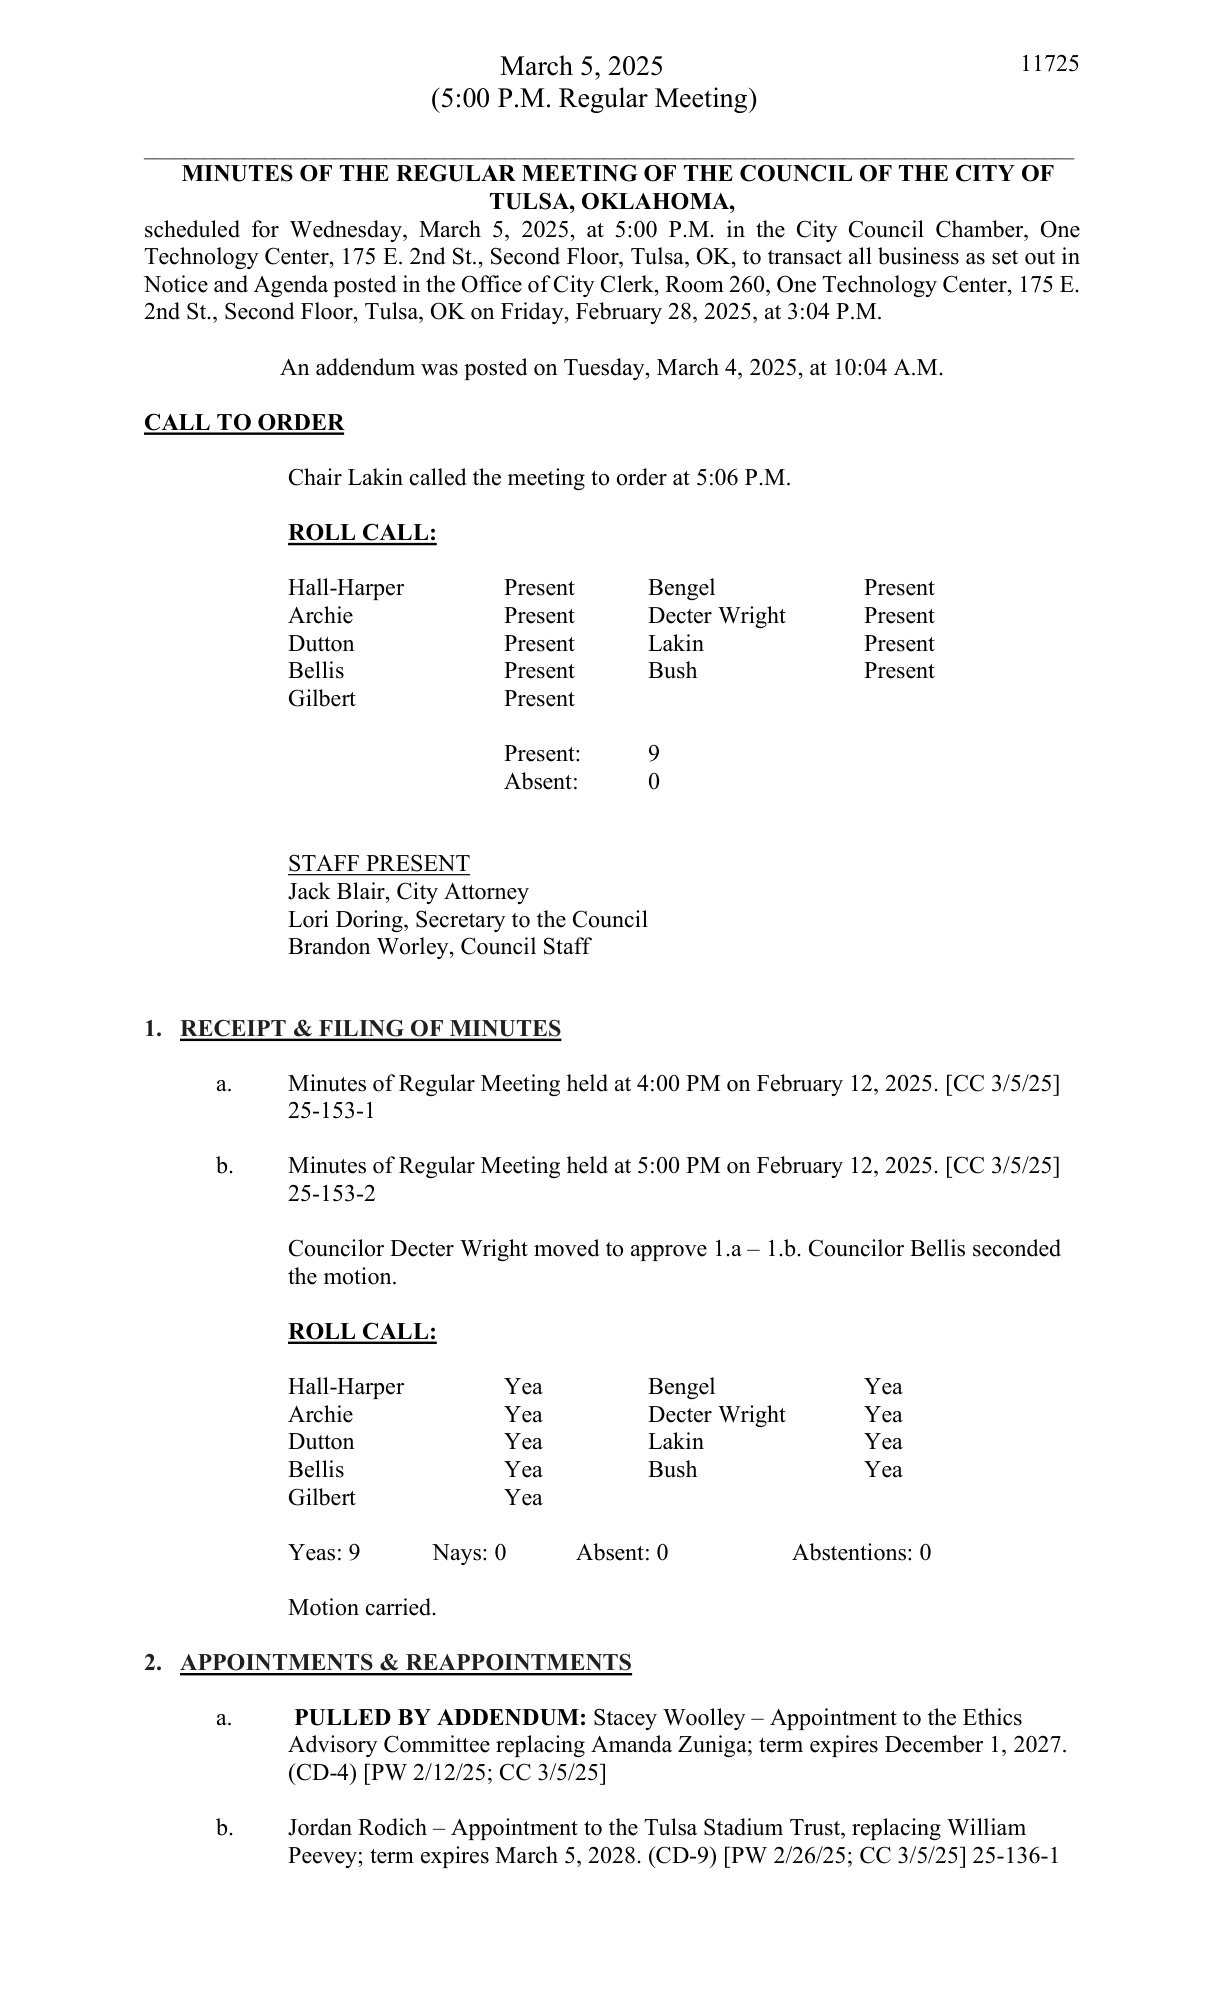 March 5, 2025 11725
(5:00 P.M. Regular Meeting)
MINUTES OF THE REGULAR MEETING OF THE COUNCIL OF THE CITY OF
TULSA, OKLAHOMA,
scheduled for Wednesday, March 5, 2025, at 5:00 P.M. in the City Council Chamber, One
Technology Center, 175 E. 2nd St., Second Floor, Tulsa, OK, to transact all business as set out in
Notice and Agenda posted in the Office of City Clerk, Room 260, One Technology Center, 175 E.
2nd St., Second Floor, Tulsa, OK on Friday, February 28, 2025, at 3:04 P.M.
An addendum was posted on Tuesday, March 4, 2025, at 10:04 A.M.
CALL TO ORDER
Chair Lakin called the meeting to order at 5:06 P.M.
ROLL CALL:
Hall-Harper Present Bengel Present
Archie Present Decter Wright Present
Dutton Present Lakin Present
Bellis Present Bush Present
Gilbert Present
Present: 9
Absent: 0
STAFF PRESENT
Jack Blair, City Attorney
Lori Doring, Secretary to the Council
Brandon Worley, Council Staff
1. RECEIPT & FILING OF MINUTES
a. Minutes of Regular Meeting held at 4:00 PM on February 12, 2025. [CC 3/5/25]
25-153-1
b. Minutes of Regular Meeting held at 5:00 PM on February 12, 2025. [CC 3/5/25]
25-153-2
Councilor Decter Wright moved to approve 1.a – 1.b. Councilor Bellis seconded
the motion.
ROLL CALL:
Hall-Harper Yea Bengel Yea
Archie Yea Decter Wright Yea
Dutton Yea Lakin Yea
Bellis Yea Bush Yea
Gilbert Yea
Yeas: 9 Nays: 0 Absent: 0 Abstentions: 0
Motion carried.
2. APPOINTMENTS & REAPPOINTMENTS
a. PULLED BY ADDENDUM: Stacey Woolley – Appointment to the Ethics
Advisory Committee replacing Amanda Zuniga; term expires December 1, 2027.
(CD-4) [PW 2/12/25; CC 3/5/25]
b. Jordan Rodich – Appointment to the Tulsa Stadium Trust, replacing William
Peevey; term expires March 5, 2028. (CD-9) [PW 2/26/25; CC 3/5/25] 25-136-1